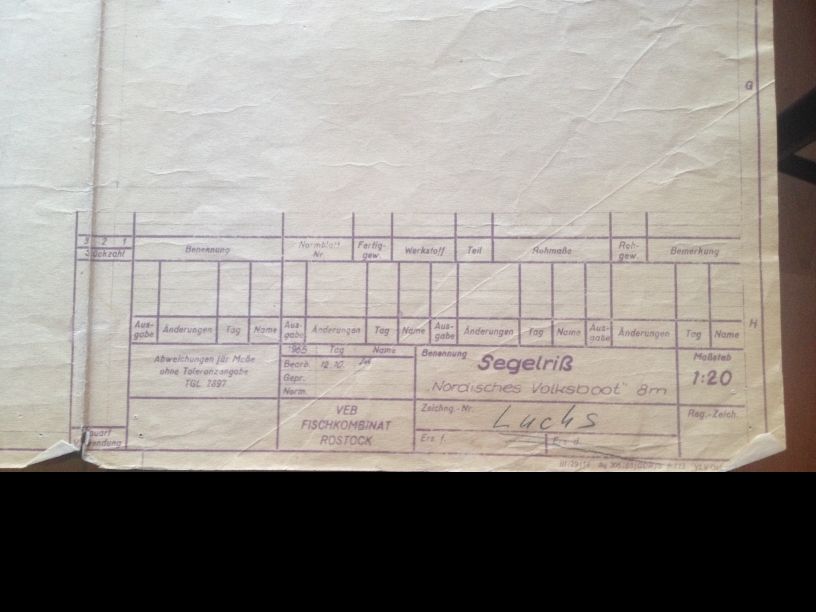 G
3 2 1
Stückzahl
Benennung
Normblatt Nr.
Fertig-gew.
Werkstoff
Teil
Rohmaße
Roh-gew.
Bemerkung
H
Aus-gabe Änderungen Tag Name Aus-gabe Änderungen Tag Name Aus-gabe Änderungen Tag Name Aus-gabe Änderungen Tag Name
Abweichungen für Maße
ohne Toleranzangabe
TGL 2897
1965 Tag Name
Bearb. 12.10.
Gepr.
Norm.
VEB
FISCHKOMBINAT
ROSTOCK
Benennung
Segelriß
„Nordisches Volksboot" 8m
Maßstab
1:20
Zeichng.-Nr.
Luchs
Reg.-Zeich.
Ers. f.
Ers. d.